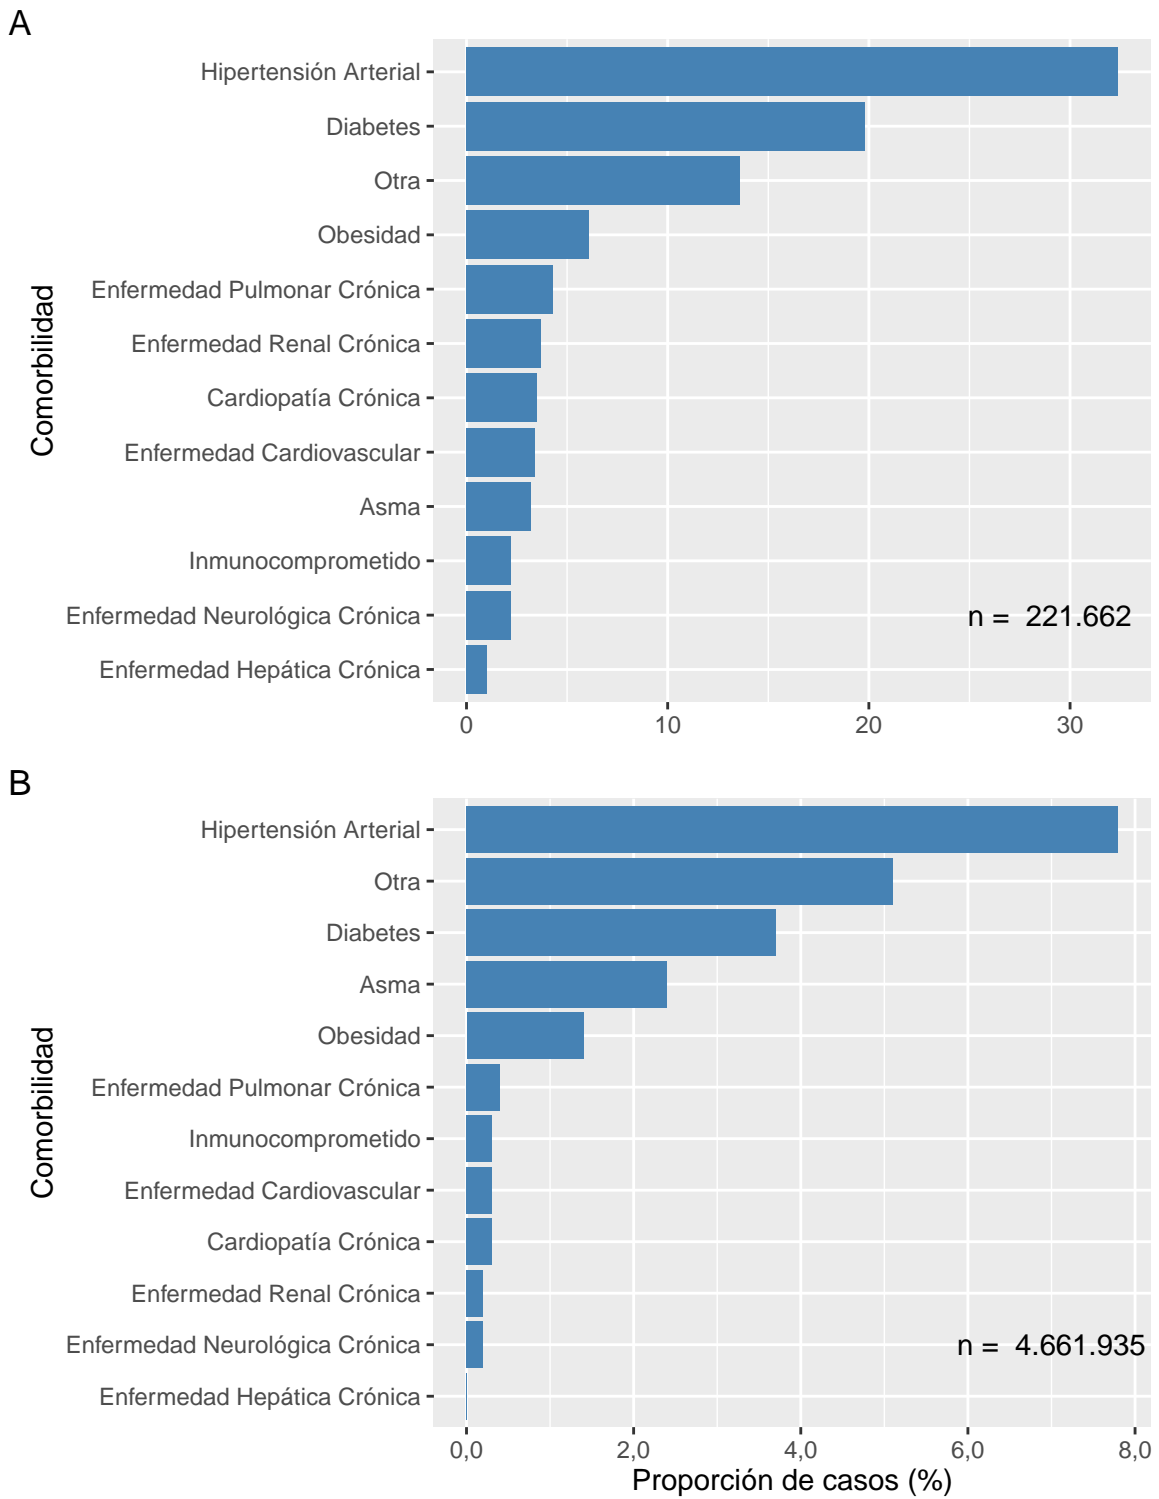 A
Hipertensión Arterial
Diabetes
Otra
Obesidad
Enfermedad Pulmonar Crónica
Enfermedad Renal Crónica
Cardiopatía Crónica
Enfermedad Cardiovascular
Asma
Inmunocomprometido
Enfermedad Neurológica Crónica
Enfermedad Hepática Crónica
Comorbilidad
n = 221.662
0 10 20 30
B
Hipertensión Arterial
Otra
Diabetes
Asma
Obesidad
Enfermedad Pulmonar Crónica
Inmunocomprometido
Enfermedad Cardiovascular
Cardiopatía Crónica
Enfermedad Renal Crónica
Enfermedad Neurológica Crónica
Enfermedad Hepática Crónica
Comorbilidad
n = 4.661.935
0,0 2,0 4,0 6,0 8,0
Proporción de casos (%)